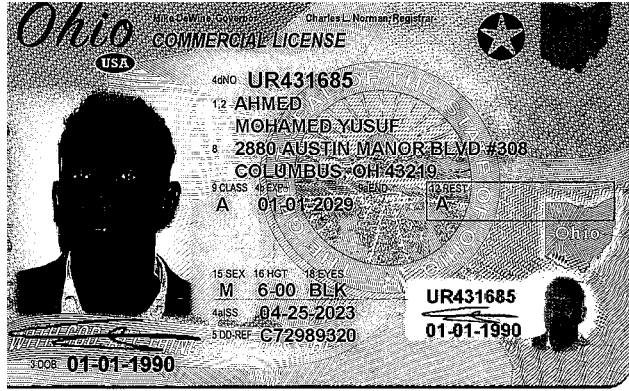 Ohio
Mike DeWine, Governor Charles L. Norman, Registrar
COMMERCIAL LICENSE
USA
4dNO UR431685
1,2 AHMED
MOHAMED YUSUF
8 2880 AUSTIN MANOR BLVD #308
COLUMBUS, OH 43219
9 CLASS 4b EXP 9a END 12 REST
A 01-01-2029 A
Ohio
15 SEX 16 HGT 18 EYES
M 6-00 BLK
4aISS 04-25-2023
5 DD-REF C72989320
UR431685
01-01-1990
3 DOB 01-01-1990